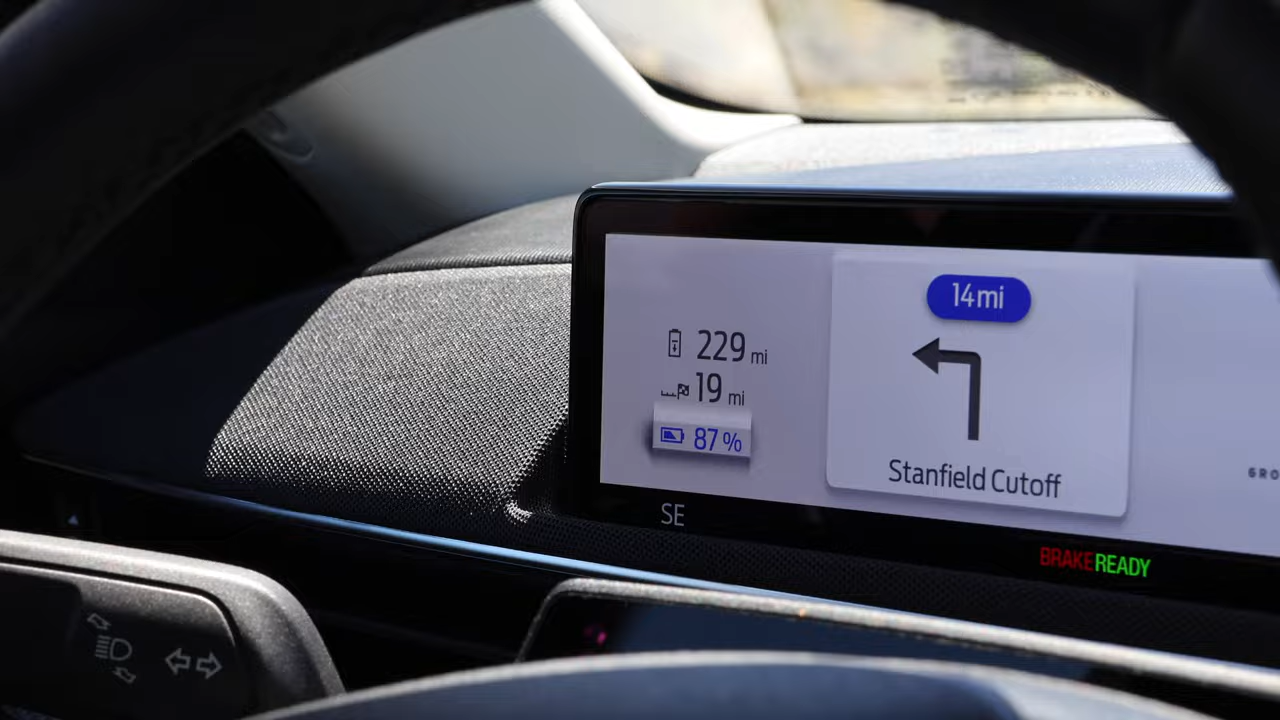 14mi
229 mi
19 mi
87%
Stanfield Cutoff
SE
BRAKE READY